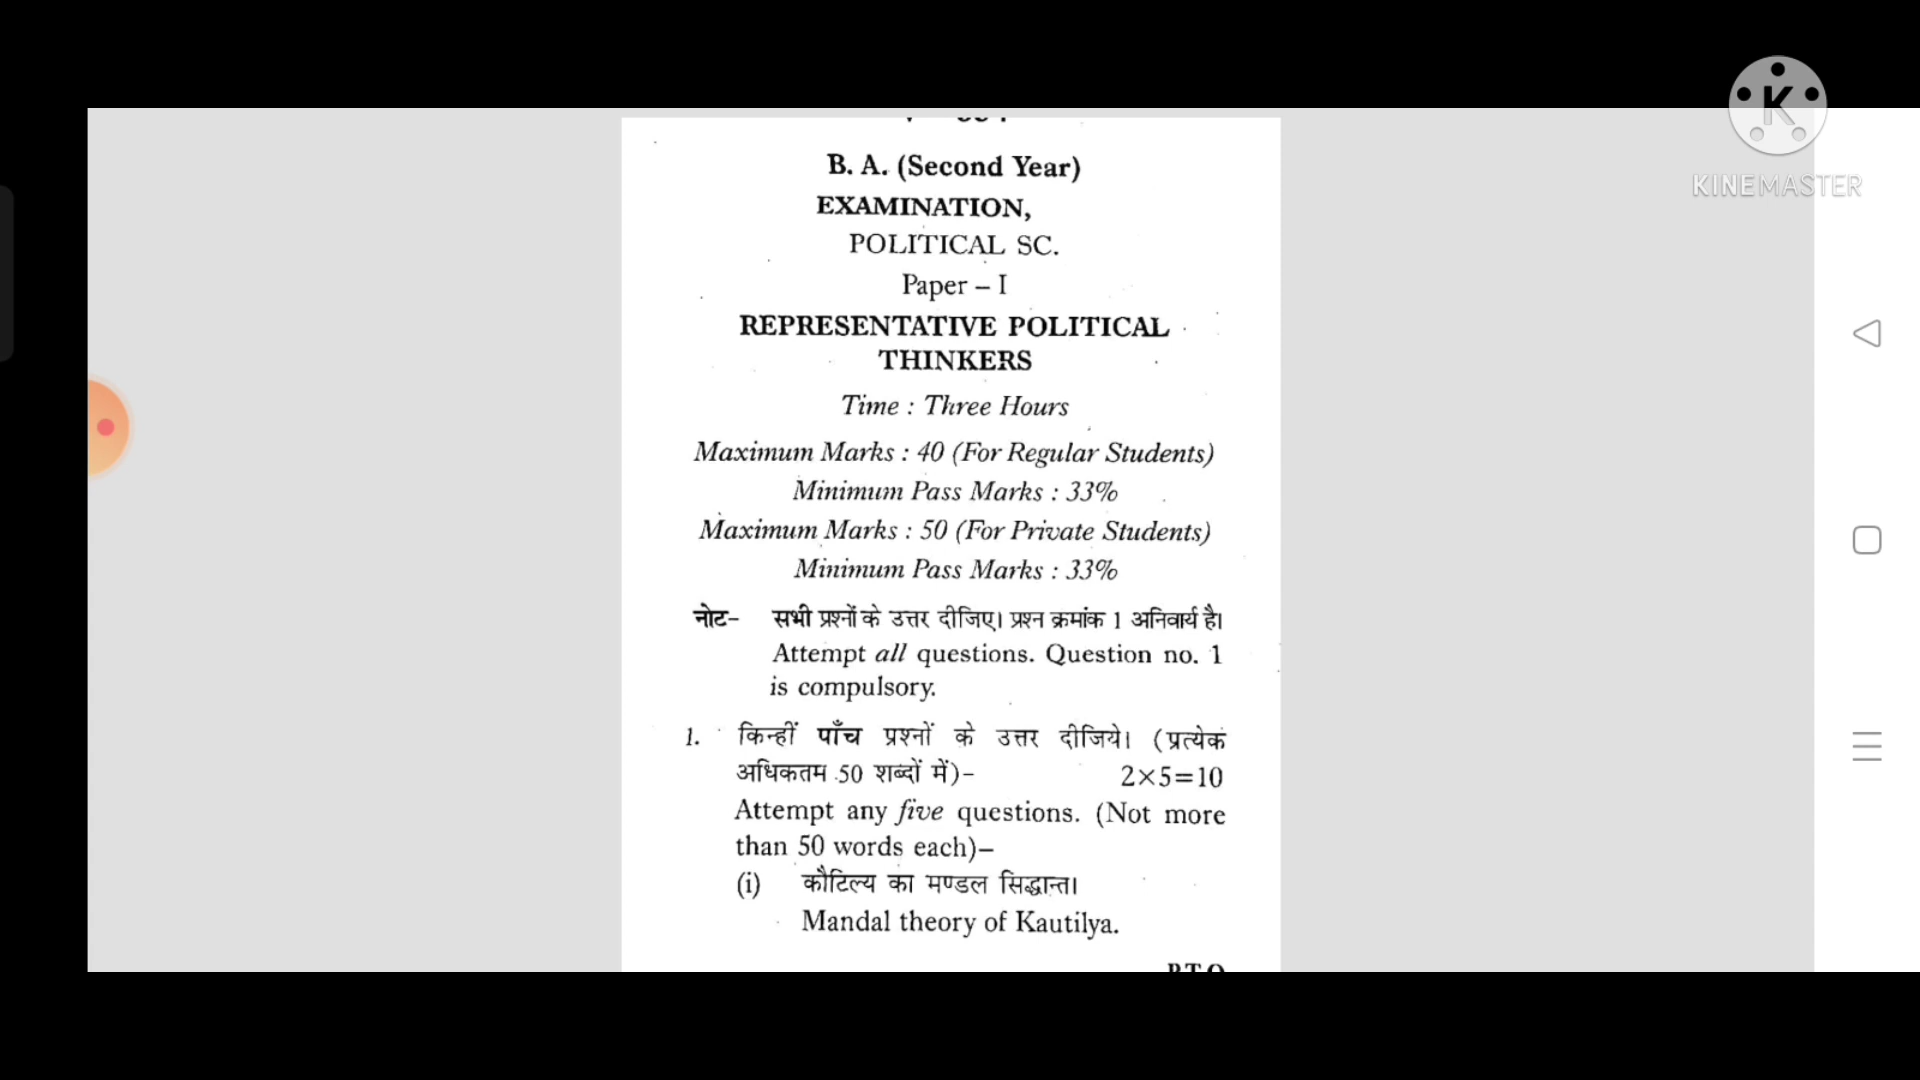 B. A. (Second Year)
EXAMINATION,
POLITICAL SC.
Paper – I
REPRESENTATIVE POLITICAL
THINKERS
Time : Three Hours
Maximum Marks : 40 (For Regular Students)
Minimum Pass Marks : 33%
Maximum Marks : 50 (For Private Students)
Minimum Pass Marks : 33%
नोट– सभी प्रश्नों के उत्तर दीजिए। प्रश्न क्रमांक 1 अनिवार्य है।
Attempt all questions. Question no. 1
is compulsory.
1. किन्हीं पाँच प्रश्नों के उत्तर दीजिये। (प्रत्येक
अधिकतम 50 शब्दों में)– 2×5=10
Attempt any five questions. (Not more
than 50 words each)–
(i) कौटिल्य का मण्डल सिद्धान्त।
Mandal theory of Kautilya.
P.T.O
K
KINEMASTER